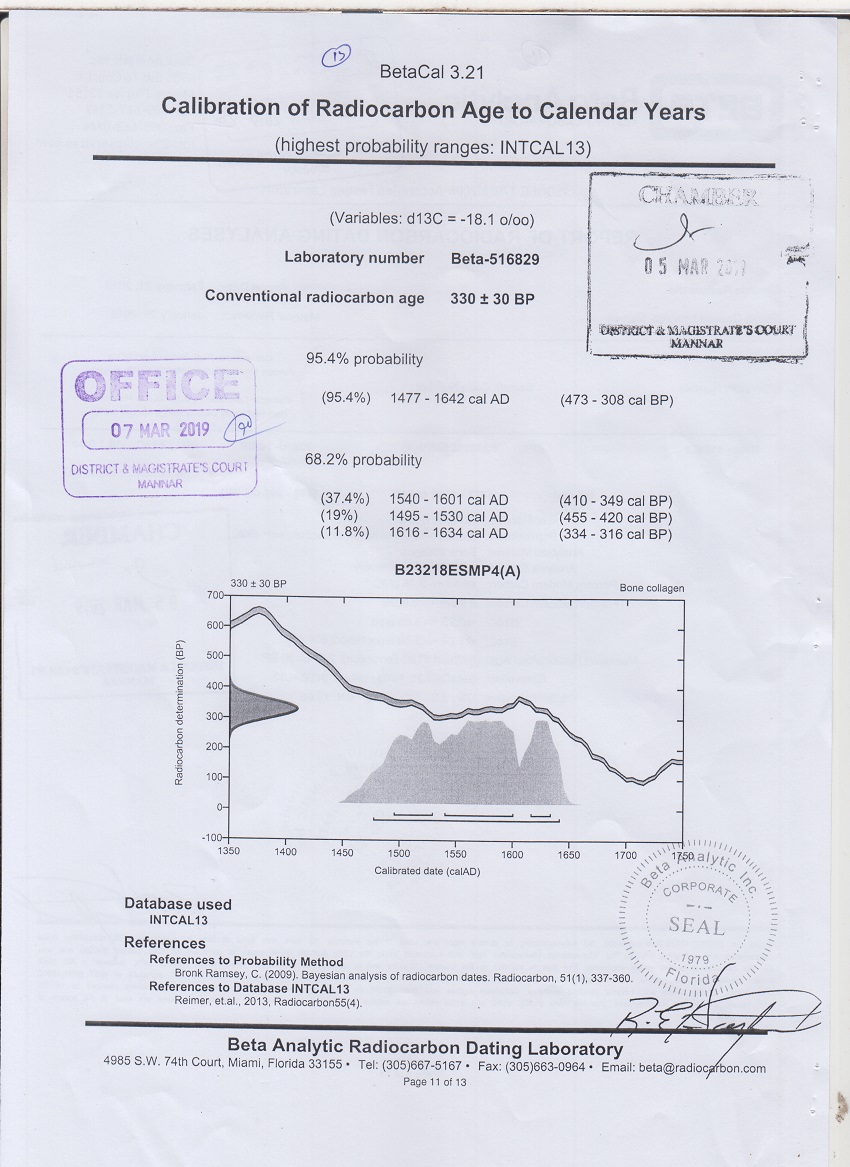 13
BetaCal 3.21
Calibration of Radiocarbon Age to Calendar Years
(highest probability ranges: INTCAL13)
CHAMBER
05 MAR
DISTRICT & MAGISTRATE'S COURT
MANNAR
(Variables: d13C = -18.1 o/oo)
Laboratory number Beta-516829
Conventional radiocarbon age 330 ± 30 BP
OFFICE
07 MAR 2019
DISTRICT & MAGISTRATE'S COURT
MANNAR
95.4% probability
(95.4%) 1477 - 1642 cal AD (473 - 308 cal BP)
68.2% probability
(37.4%) 1540 - 1601 cal AD (410 - 349 cal BP)
(19%) 1495 - 1530 cal AD (455 - 420 cal BP)
(11.8%) 1616 - 1634 cal AD (334 - 316 cal BP)
B23218ESMP4(A)
330 ± 30 BP Bone collagen
Radiocarbon determination (BP)
700
600
500
400
300
200
100
0
-100
1350 1400 1450 1500 1550 1600 1650 1700 1750
Calibrated date (calAD)
Beta Analytic Inc
CORPORATE
SEAL
1979
Florida
Database used
INTCAL13
References
References to Probability Method
Bronk Ramsey, C. (2009). Bayesian analysis of radiocarbon dates. Radiocarbon, 51(1), 337-360.
References to Database INTCAL13
Reimer, et.al., 2013, Radiocarbon55(4).
Beta Analytic Radiocarbon Dating Laboratory
4985 S.W. 74th Court, Miami, Florida 33155 • Tel: (305)667-5167 • Fax: (305)663-0964 • Email: beta@radiocarbon.com
Page 11 of 13